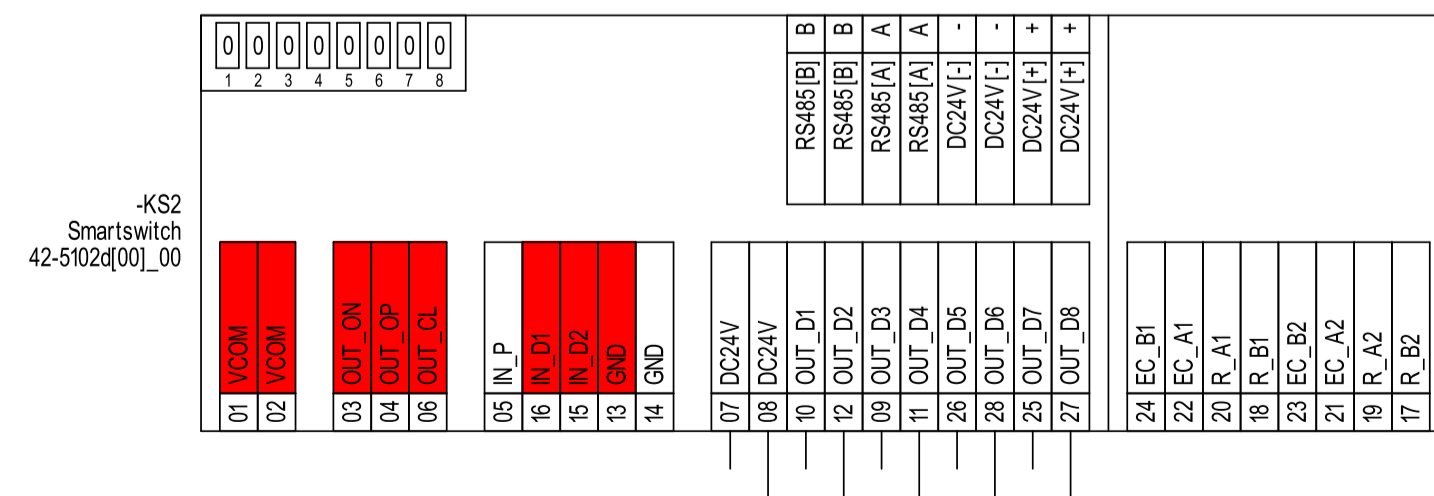 0 0 0 0 0 0 0 0
1 2 3 4 5 6 7 8
B B A A - - + +
RS485[B] RS485[B] RS485[A] RS485[A] DC24V[-] DC24V[-] DC24V[+] DC24V[+]
-KS2
Smartswitch
42-5102d[00]_00
VCOM VCOM OUT_ON OUT_OP OUT_CL IN_P IN_D1 IN_D2 GND GND DC24V DC24V OUT_D1 OUT_D2 OUT_D3 OUT_D4 OUT_D5 OUT_D6 OUT_D7 OUT_D8 EC_B1 EC_A1 R_A1 R_B1 EC_B2 EC_A2 R_A2 R_B2
01 02 03 04 06 05 16 15 13 14 07 08 10 12 09 11 26 28 25 27 24 22 20 18 23 21 19 17